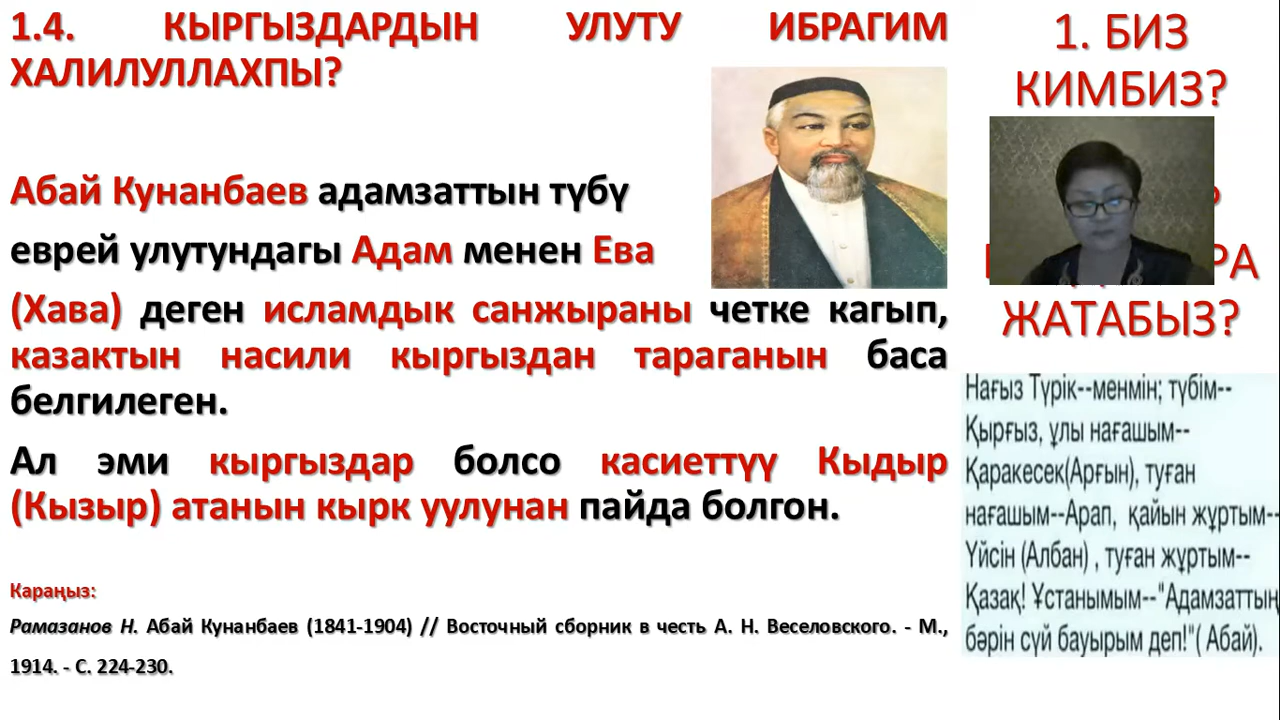 1.4. КЫРГЫЗДАРДЫН УЛУТУ ИБРАГИМ
ХАЛИЛУЛЛАХПЫ?
Абай Кунанбаев адамзаттын түбү
еврей улутундагы Адам менен Ева
(Хава) деген исламдык санжыраны четке кагып,
казактын насили кыргыздан тараганын баса
белгилеген.
Ал эми кыргыздар болсо касиеттүү Кыдыр
(Кызыр) атанын кырк уулунан пайда болгон.
Караңыз:
Рамазанов Н. Абай Кунанбаев (1841-1904) // Восточный сборник в честь А. Н. Веселовского. - М.,
1914. - С. 224-230.
1. БИЗ
КИМБИЗ?
РА
ЖАТАБЫЗ?
Нағыз Түрік--менмін; түбім--
Қырғыз, ұлы нағашым--
Қаракесек(Арғын), туған
нағашым--Арап, қайын жұртым--
Үйсін (Албан) , туған жұртым--
Қазақ! Ұстанымым--"Адамзаттың
бәрін сүй бауырым деп!"( Абай).